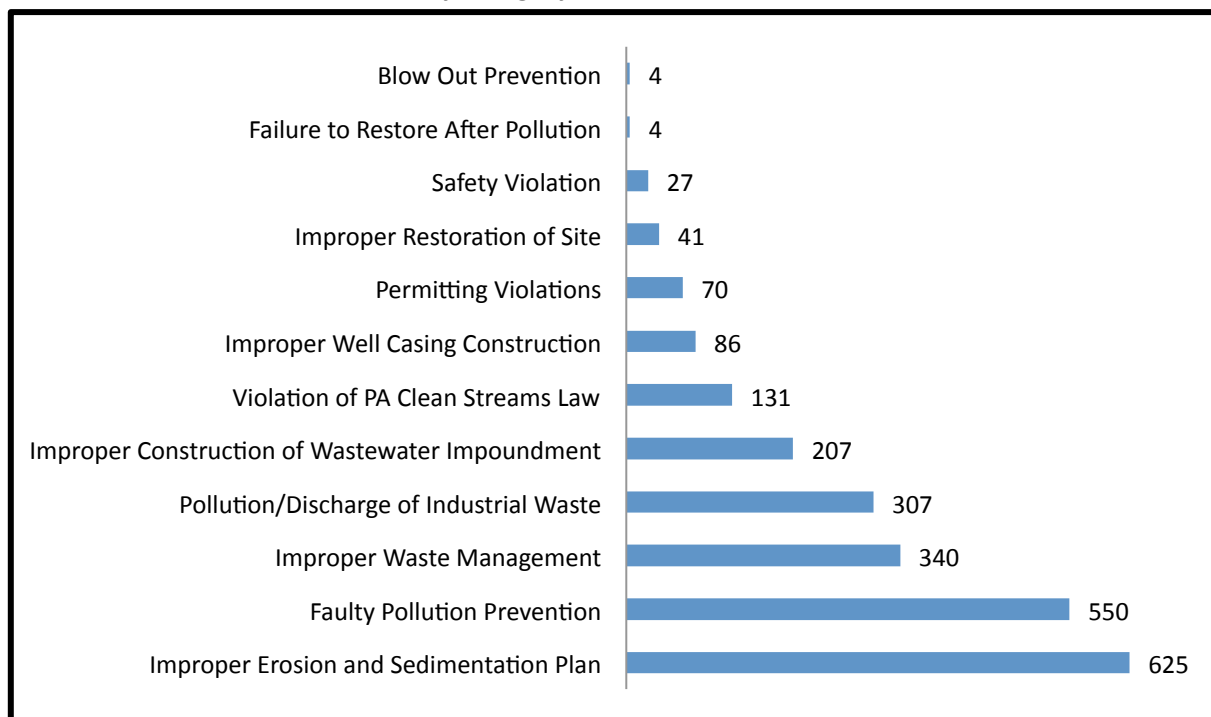 Blow Out Prevention 4
Failure to Restore After Pollution 4
Safety Violation 27
Improper Restoration of Site 41
Permitting Violations 70
Improper Well Casing Construction 86
Violation of PA Clean Streams Law 131
Improper Construction of Wastewater Impoundment 207
Pollution/Discharge of Industrial Waste 307
Improper Waste Management 340
Faulty Pollution Prevention 550
Improper Erosion and Sedimentation Plan 625